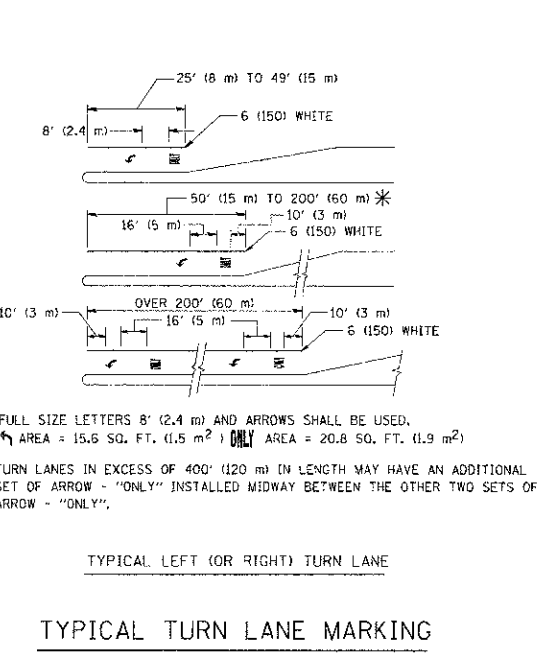 25' (8 m) TO 49' (15 m)
6 (150) WHITE
8' (2.4 m)
50' (15 m) TO 200' (60 m) *
16' (5 m)
10' (3 m)
6 (150) WHITE
OVER 200' (60 m)
10' (3 m)
16' (5 m)
10' (3 m)
6 (150) WHITE
FULL SIZE LETTERS 8' (2.4 m) AND ARROWS SHALL BE USED.
AREA = 15.6 SQ. FT. (1.5 m²) ONLY AREA = 20.8 SQ. FT. (1.9 m²)
TURN LANES IN EXCESS OF 400' (120 m) IN LENGTH MAY HAVE AN ADDITIONAL
SET OF ARROW - "ONLY" INSTALLED MIDWAY BETWEEN THE OTHER TWO SETS OF
ARROW - "ONLY".
TYPICAL LEFT (OR RIGHT) TURN LANE
TYPICAL TURN LANE MARKING